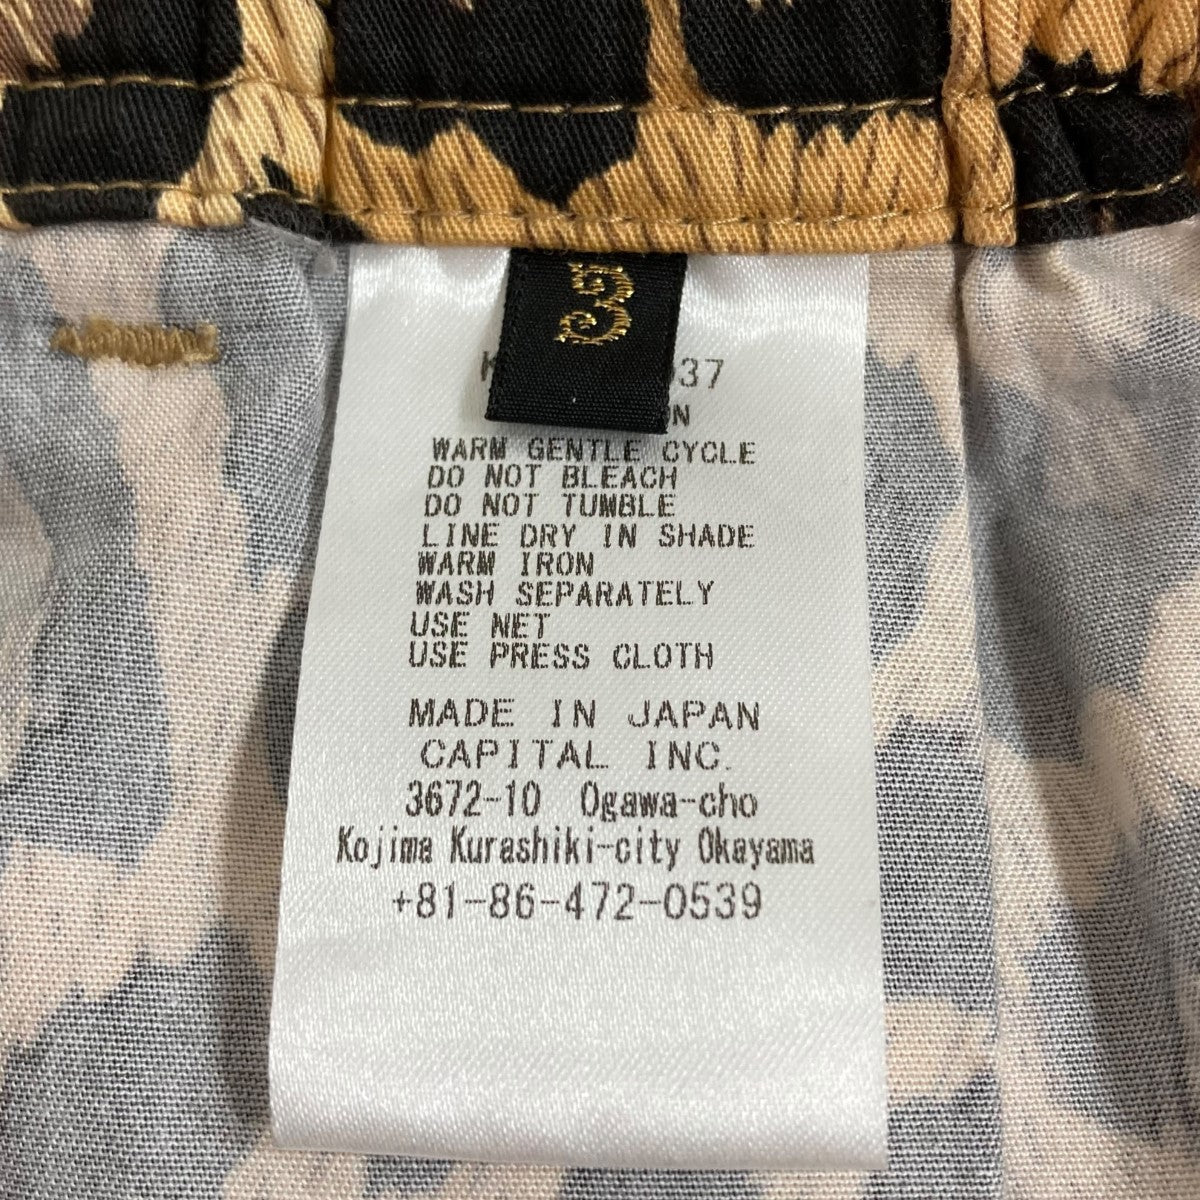 3
WARM GENTLE CYCLE
DO NOT BLEACH
DO NOT TUMBLE
LINE DRY IN SHADE
WARM IRON
WASH SEPARATELY
USE NET
USE PRESS CLOTH
MADE IN JAPAN
CAPITAL INC.
3672-10 Ogawa-cho
Kojima Kurashiki-city Okayama
+81-86-472-0539